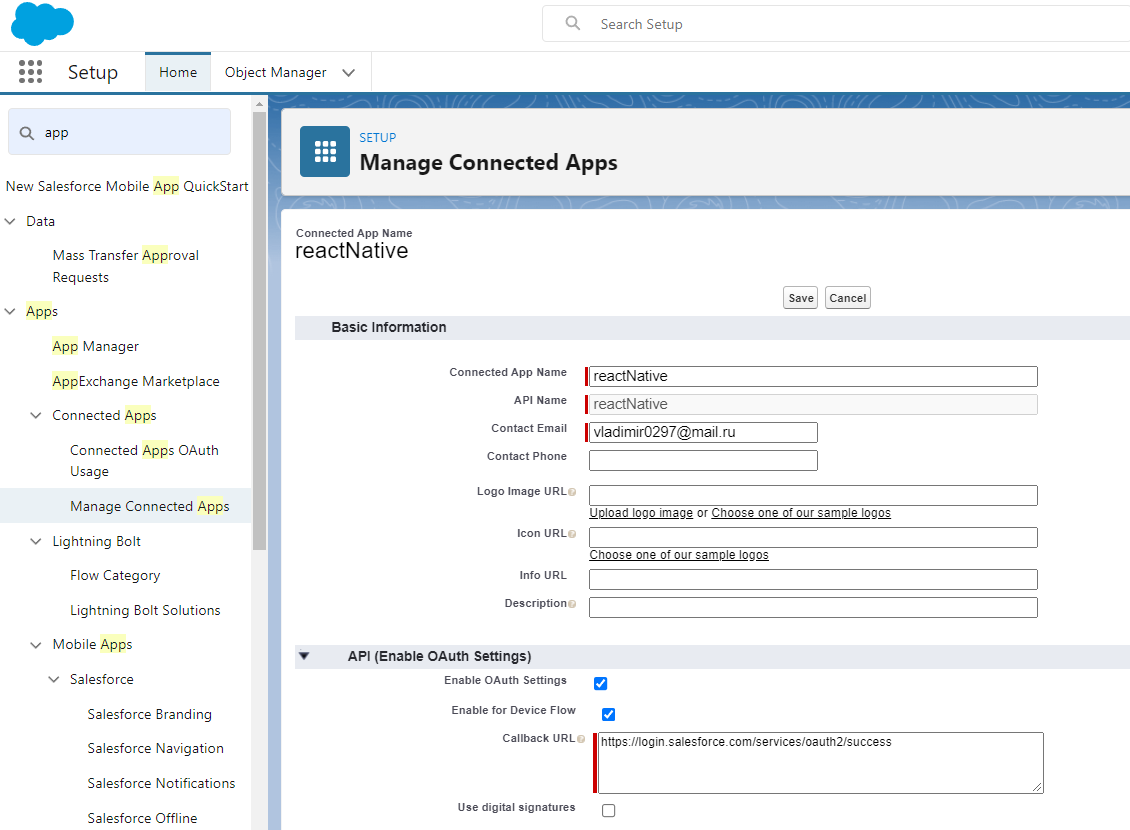 Search Setup
Setup
Home
Object Manager
app
New Salesforce Mobile App QuickStart
Data
Mass Transfer Approval
Requests
Apps
App Manager
AppExchange Marketplace
Connected Apps
Connected Apps OAuth
Usage
Manage Connected Apps
Lightning Bolt
Flow Category
Lightning Bolt Solutions
Mobile Apps
Salesforce
Salesforce Branding
Salesforce Navigation
Salesforce Notifications
Salesforce Offline
SETUP
Manage Connected Apps
Connected App Name
reactNative
Save Cancel
Basic Information
Connected App Name reactNative
API Name reactNative
Contact Email vladimir0297@mail.ru
Contact Phone
Logo Image URL ?
Upload logo image or Choose one of our sample logos
Icon URL ?
Choose one of our sample logos
Info URL
Description ?
API (Enable OAuth Settings)
Enable OAuth Settings
Enable for Device Flow
Callback URL ? https://login.salesforce.com/services/oauth2/success
Use digital signatures